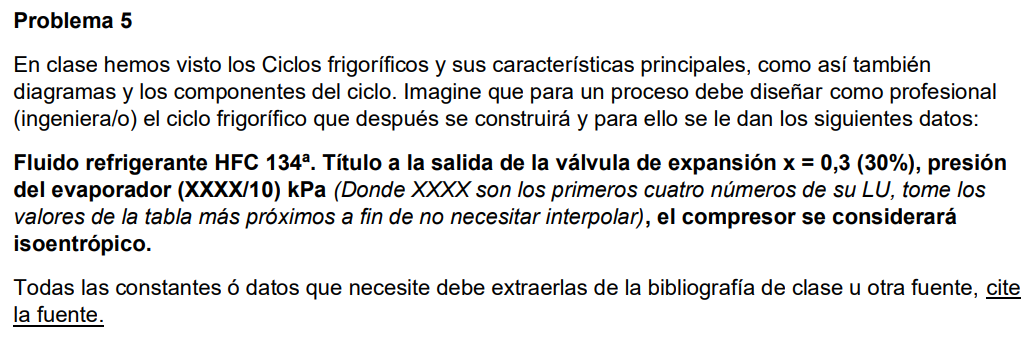 Problema 5
En clase hemos visto los Ciclos frigoríficos y sus características principales, como así también
diagramas y los componentes del ciclo. Imagine que para un proceso debe diseñar como profesional
(ingeniera/o) el ciclo frigorífico que después se construirá y para ello se le dan los siguientes datos:
Fluido refrigerante HFC 134ª. Título a la salida de la válvula de expansión x = 0,3 (30%), presión
del evaporador (XXXX/10) kPa (Donde XXXX son los primeros cuatro números de su LU, tome los
valores de la tabla más próximos a fin de no necesitar interpolar), el compresor se considerará
isoentrópico.
Todas las constantes ó datos que necesite debe extraerlas de la bibliografía de clase u otra fuente, cite
la fuente.